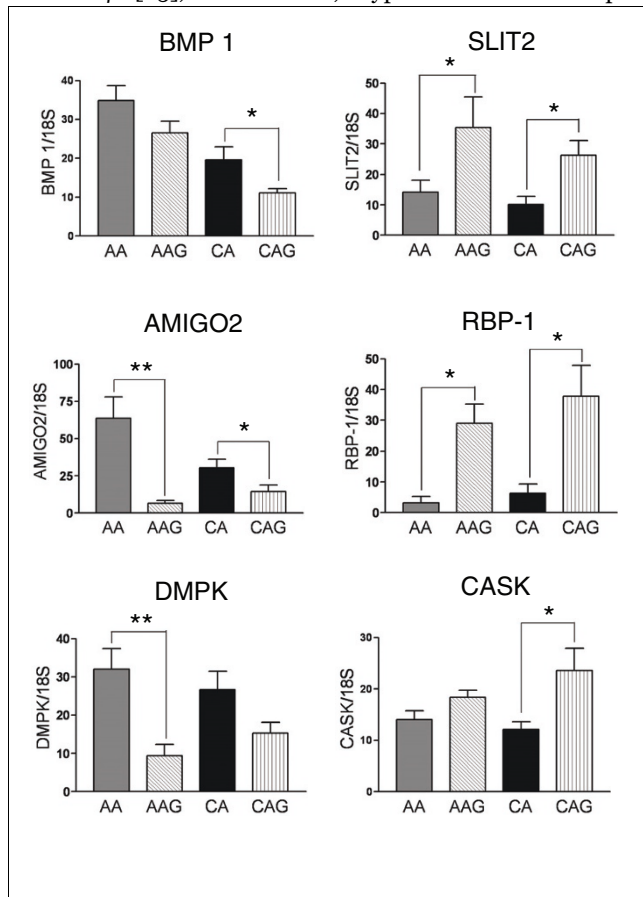 BMP 1
SLIT2
BMP 1/18S
40
30
20
10
0
*
AA AAG CA CAG
SLIT2/18S
50
40
30
20
10
0
*
*
AA AAG CA CAG
AMIGO2
RBP-1
AMIGO2/18S
100
75
50
25
0
**
*
AA AAG CA CAG
RBP-1/18S
50
40
30
20
10
0
*
*
AA AAG CA CAG
DMPK
CASK
DMPK/18S
40
30
20
10
0
**
AA AAG CA CAG
CASK/18S
30
20
10
0
*
AA AAG CA CAG